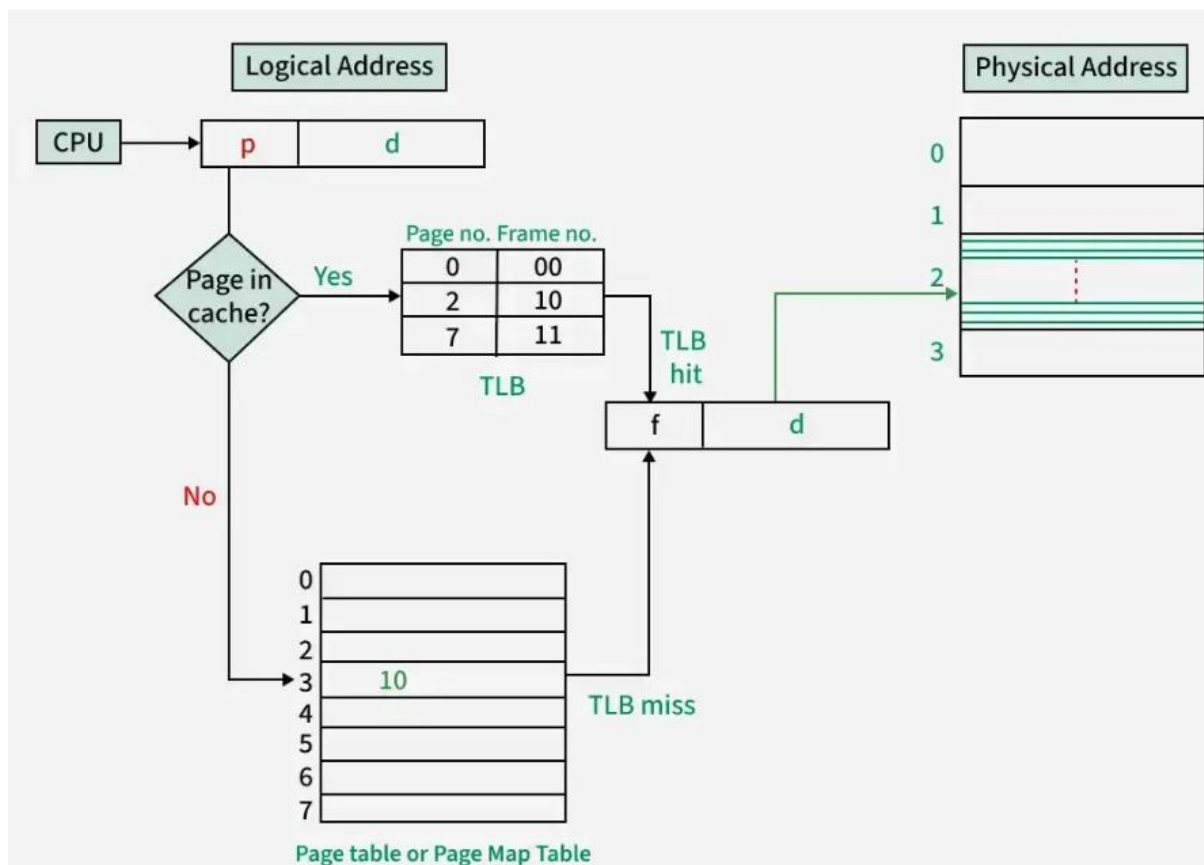 Logical Address
Physical Address
CPU
p d
0
1
2
3
Page in
cache?
Yes
Page no. Frame no.
0 00
2 10
7 11
TLB
TLB
hit
f d
No
0
1
2
3 10
4
5
6
7
TLB miss
Page table or Page Map Table